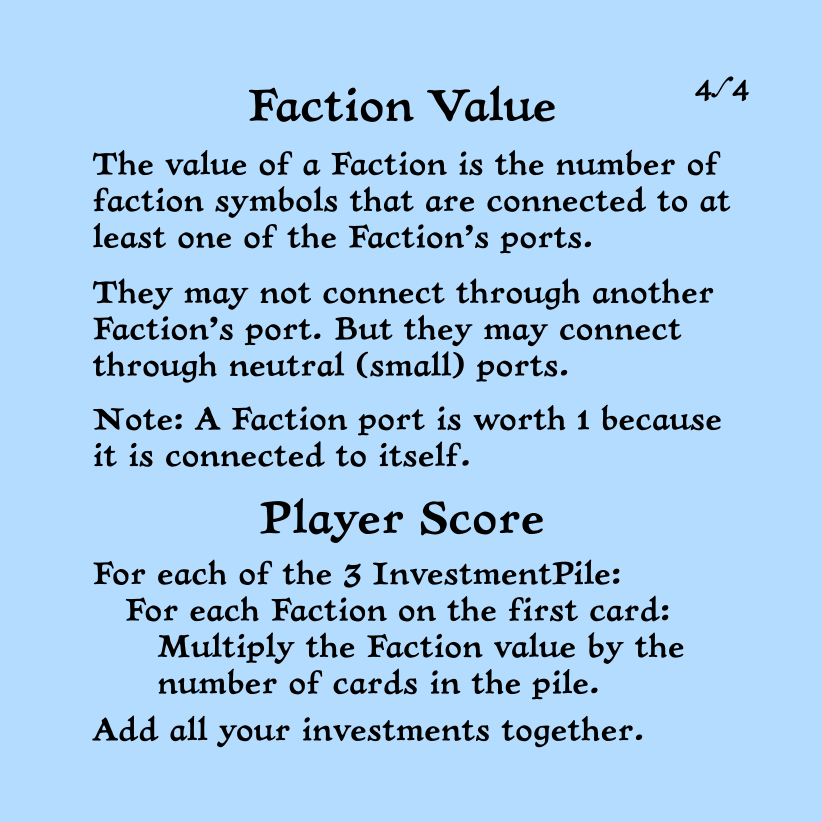 4/4
Faction Value
The value of a Faction is the number of
faction symbols that are connected to at
least one of the Faction's ports.
They may not connect through another
Faction's port. But they may connect
through neutral (small) ports.
Note: A Faction port is worth 1 because
it is connected to itself.
Player Score
For each of the 3 InvestmentPile:
For each Faction on the first card:
Multiply the Faction value by the
number of cards in the pile.
Add all your investments together.